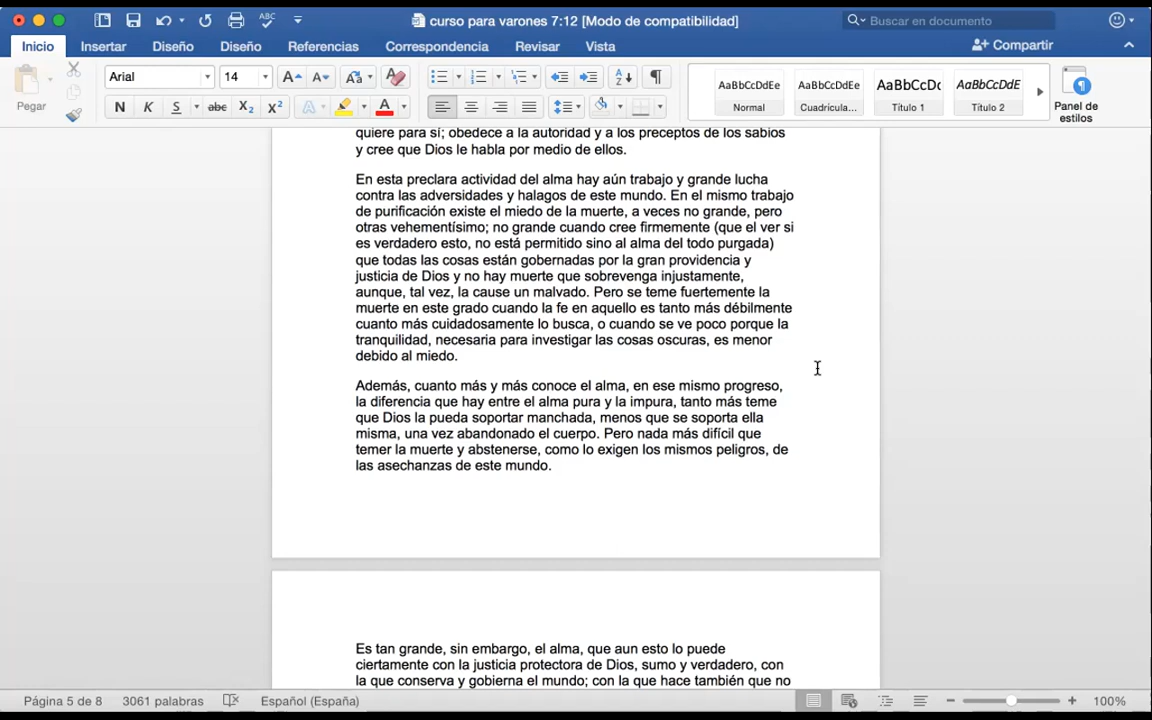 curso para varones 7:12 [Modo de compatibilidad]
Buscar en documento
Inicio Insertar Diseño Diseño Referencias Correspondencia Revisar Vista Compartir
Pegar
Arial 14
N K S abc X2 X2 A A
AaBbCcDdEe AaBbCcDdEe AaBbCcDc AaBbCcDdE
Normal Cuadrícula... Título 1 Título 2
Panel de estilos
quiere para sí; obedece a la autoridad y a los preceptos de los sabios
y cree que Dios le habla por medio de ellos.
En esta preclara actividad del alma hay aún trabajo y grande lucha
contra las adversidades y halagos de este mundo. En el mismo trabajo
de purificación existe el miedo de la muerte, a veces no grande, pero
otras vehementísimo; no grande cuando cree firmemente (que el ver si
es verdadero esto, no está permitido sino al alma del todo purgada)
que todas las cosas están gobernadas por la gran providencia y
justicia de Dios y no hay muerte que sobrevenga injustamente,
aunque, tal vez, la cause un malvado. Pero se teme fuertemente la
muerte en este grado cuando la fe en aquello es tanto más débilmente
cuanto más cuidadosamente lo busca, o cuando se ve poco porque la
tranquilidad, necesaria para investigar las cosas oscuras, es menor
debido al miedo.
Además, cuanto más y más conoce el alma, en ese mismo progreso,
la diferencia que hay entre el alma pura y la impura, tanto más teme
que Dios la pueda soportar manchada, menos que se soporta ella
misma, una vez abandonado el cuerpo. Pero nada más difícil que
temer la muerte y abstenerse, como lo exigen los mismos peligros, de
las asechanzas de este mundo.
Es tan grande, sin embargo, el alma, que aun esto lo puede
ciertamente con la justicia protectora de Dios, sumo y verdadero, con
la que conserva y gobierna el mundo; con la que hace también que no
Página 5 de 8 3061 palabras Español (España) 100%